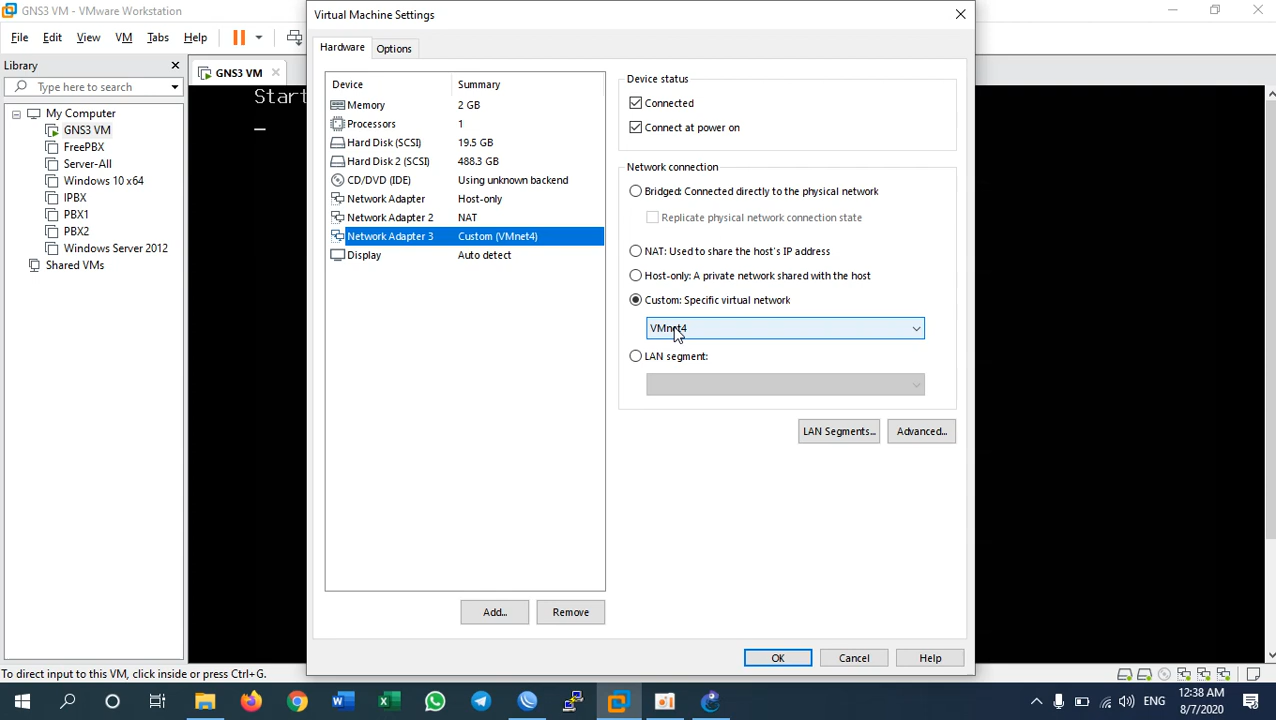 GNS3 VM - VMware Workstation
File Edit View VM Tabs Help
Library
Type here to search
My Computer
GNS3 VM
FreePBX
Server-All
Windows 10 x64
IPBX
PBX1
PBX2
Windows Server 2012
Shared VMs
GNS3 VM
Start
Virtual Machine Settings
Hardware Options
Device Summary
Memory 2 GB
Processors 1
Hard Disk (SCSI) 19.5 GB
Hard Disk 2 (SCSI) 488.3 GB
CD/DVD (IDE) Using unknown backend
Network Adapter Host-only
Network Adapter 2 NAT
Network Adapter 3 Custom (VMnet4)
Display Auto detect
Add... Remove
Device status
Connected
Connect at power on
Network connection
Bridged: Connected directly to the physical network
Replicate physical network connection state
NAT: Used to share the host's IP address
Host-only: A private network shared with the host
Custom: Specific virtual network
VMnet4
LAN segment:
LAN Segments... Advanced...
OK Cancel Help
To direct input to this VM, click inside or press Ctrl+G.
ENG
12:38 AM
8/7/2020